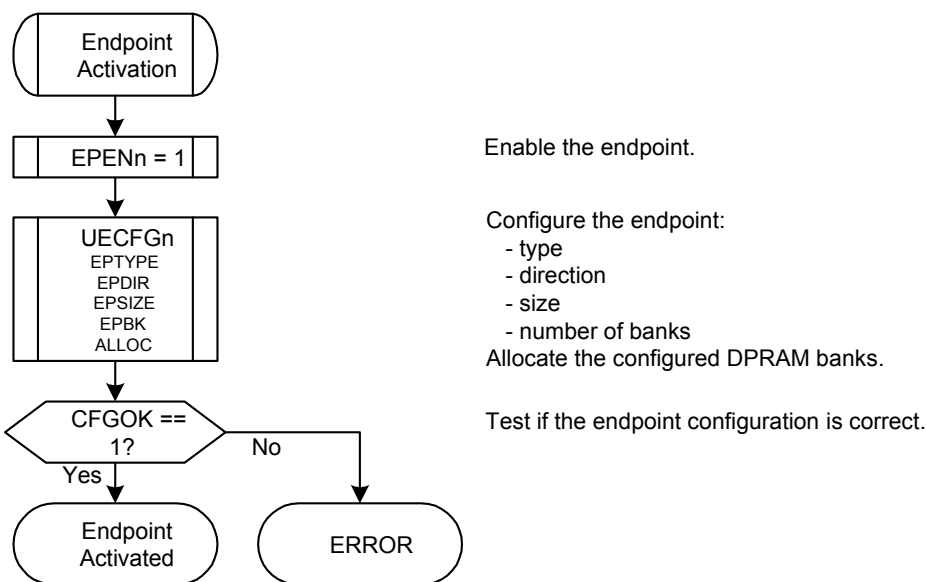 Endpoint
Activation
EPENn = 1
Enable the endpoint.
UECFGn
EPTYPE
EPDIR
EPSIZE
EPBK
ALLOC
Configure the endpoint:
- type
- direction
- size
- number of banks
Allocate the configured DPRAM banks.
CFGOK ==
1?
Test if the endpoint configuration is correct.
No
Yes
Endpoint
Activated
ERROR